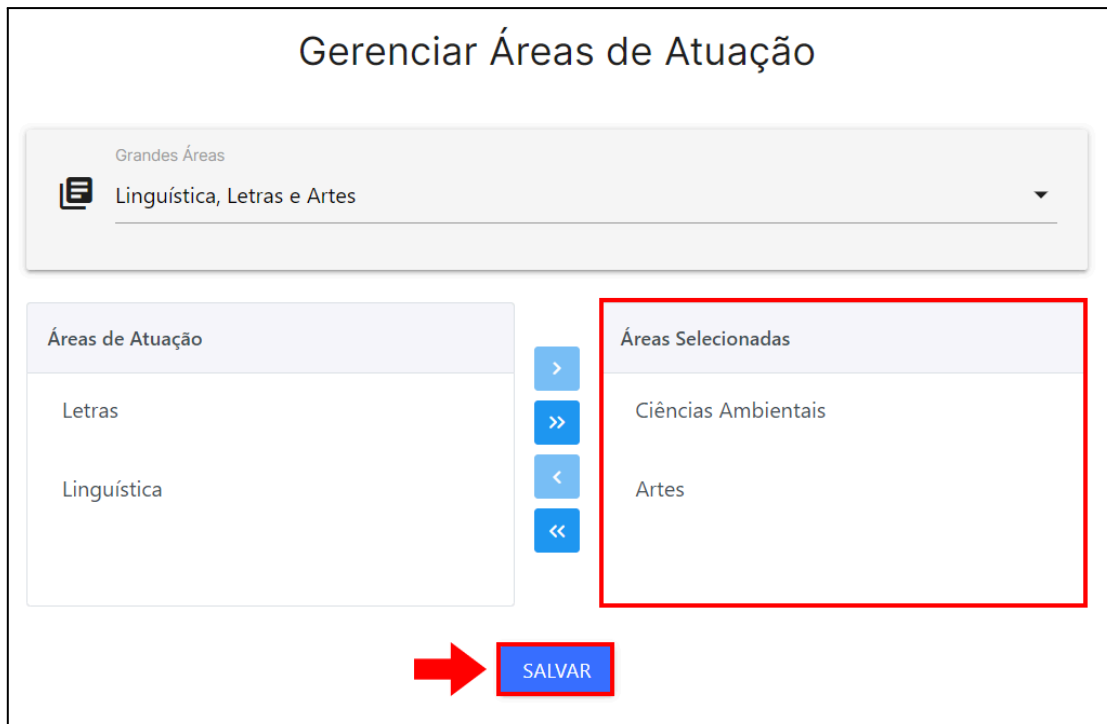 Gerenciar Áreas de Atuação
Grandes Áreas
Linguística, Letras e Artes
Áreas de Atuação
Letras
Linguística
Áreas Selecionadas
Ciências Ambientais
Artes
SALVAR